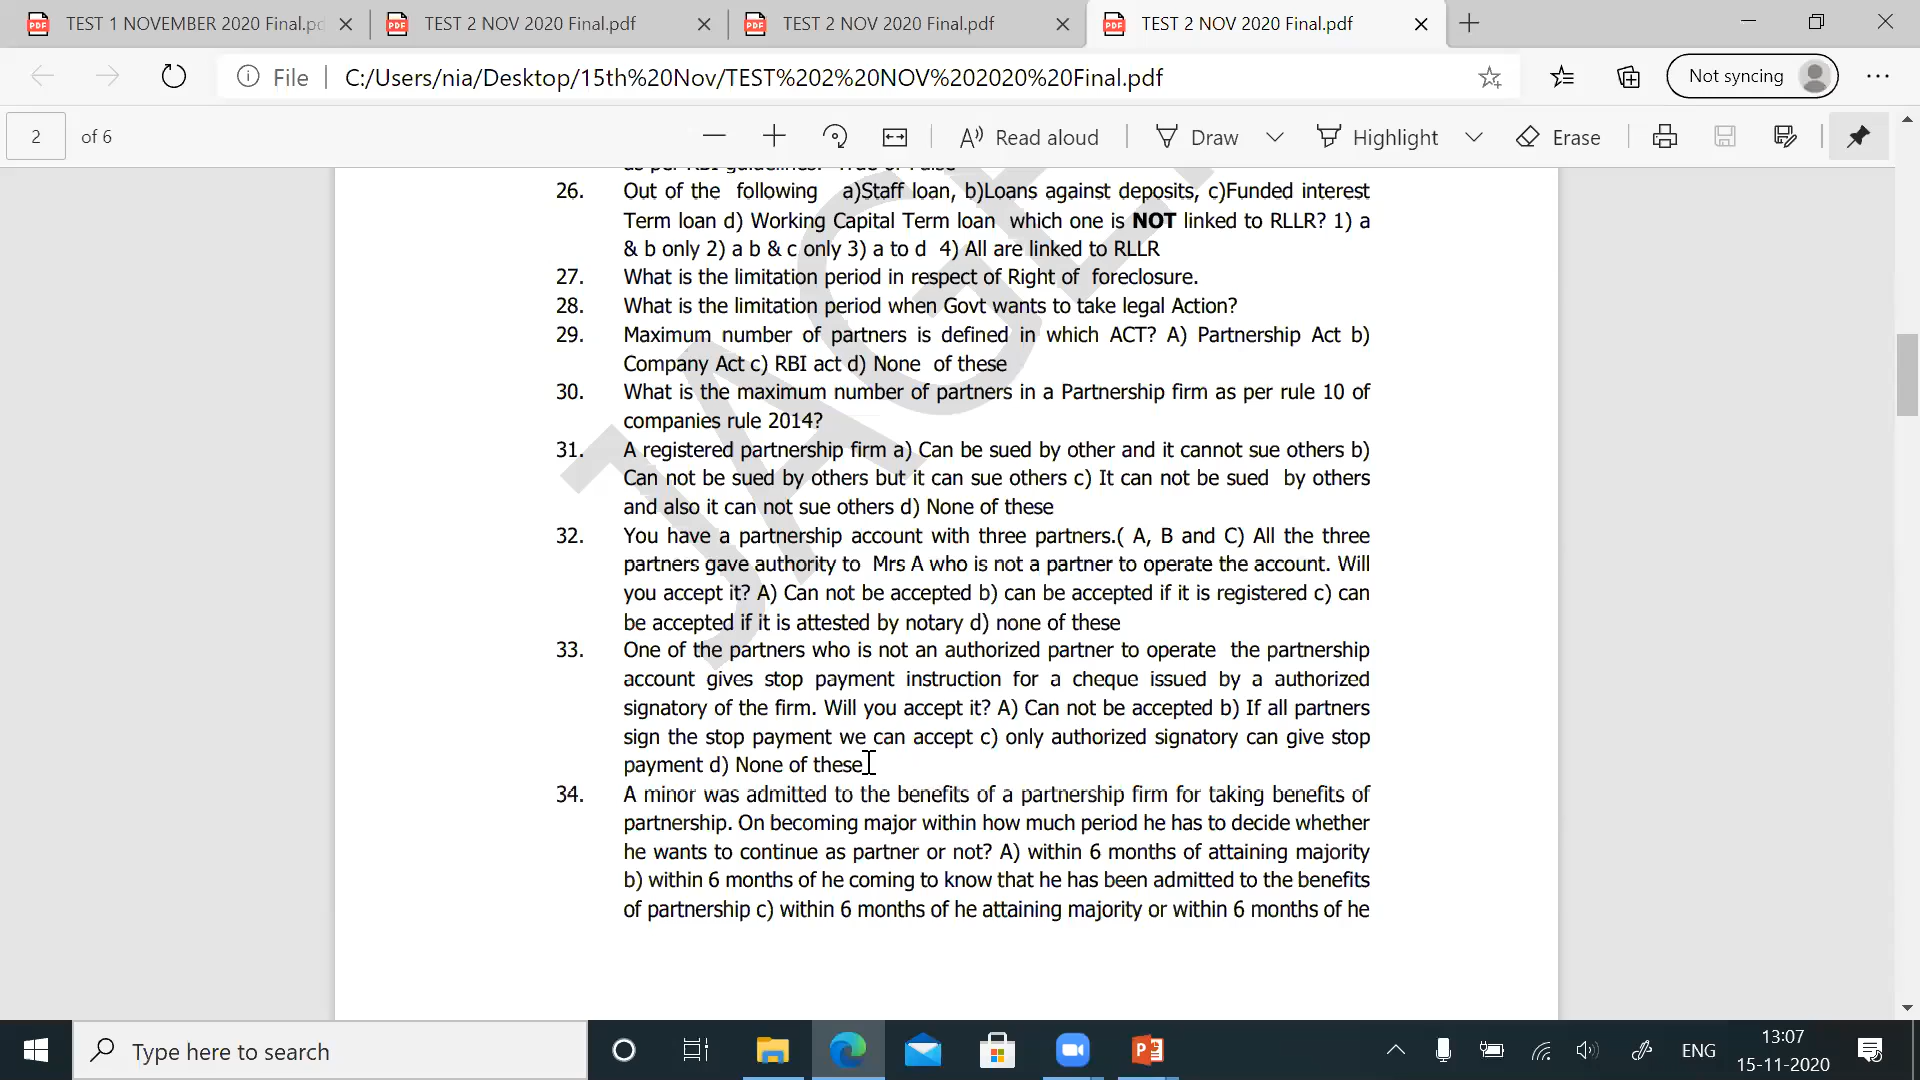 TEST 1 NOVEMBER 2020 Final.pd
TEST 2 NOV 2020 Final.pdf
TEST 2 NOV 2020 Final.pdf
TEST 2 NOV 2020 Final.pdf
File
C:/Users/nia/Desktop/15th%20Nov/TEST%202%20NOV%202020%20Final.pdf
Not syncing
2 of 6
Read aloud
Draw
Highlight
Erase
as per RBI guidelines. True or False
26. Out of the following a)Staff loan, b)Loans against deposits, c)Funded interest
Term loan d) Working Capital Term loan which one is NOT linked to RLLR? 1) a
& b only 2) a b & c only 3) a to d 4) All are linked to RLLR
27. What is the limitation period in respect of Right of foreclosure.
28. What is the limitation period when Govt wants to take legal Action?
29. Maximum number of partners is defined in which ACT? A) Partnership Act b)
Company Act c) RBI act d) None of these
30. What is the maximum number of partners in a Partnership firm as per rule 10 of
companies rule 2014?
31. A registered partnership firm a) Can be sued by other and it cannot sue others b)
Can not be sued by others but it can sue others c) It can not be sued by others
and also it can not sue others d) None of these
32. You have a partnership account with three partners.( A, B and C) All the three
partners gave authority to Mrs A who is not a partner to operate the account. Will
you accept it? A) Can not be accepted b) can be accepted if it is registered c) can
be accepted if it is attested by notary d) none of these
33. One of the partners who is not an authorized partner to operate the partnership
account gives stop payment instruction for a cheque issued by a authorized
signatory of the firm. Will you accept it? A) Can not be accepted b) If all partners
sign the stop payment we can accept c) only authorized signatory can give stop
payment d) None of these
34. A minor was admitted to the benefits of a partnership firm for taking benefits of
partnership. On becoming major within how much period he has to decide whether
he wants to continue as partner or not? A) within 6 months of attaining majority
b) within 6 months of he coming to know that he has been admitted to the benefits
of partnership c) within 6 months of he attaining majority or within 6 months of he
Type here to search
ENG
13:07
15-11-2020